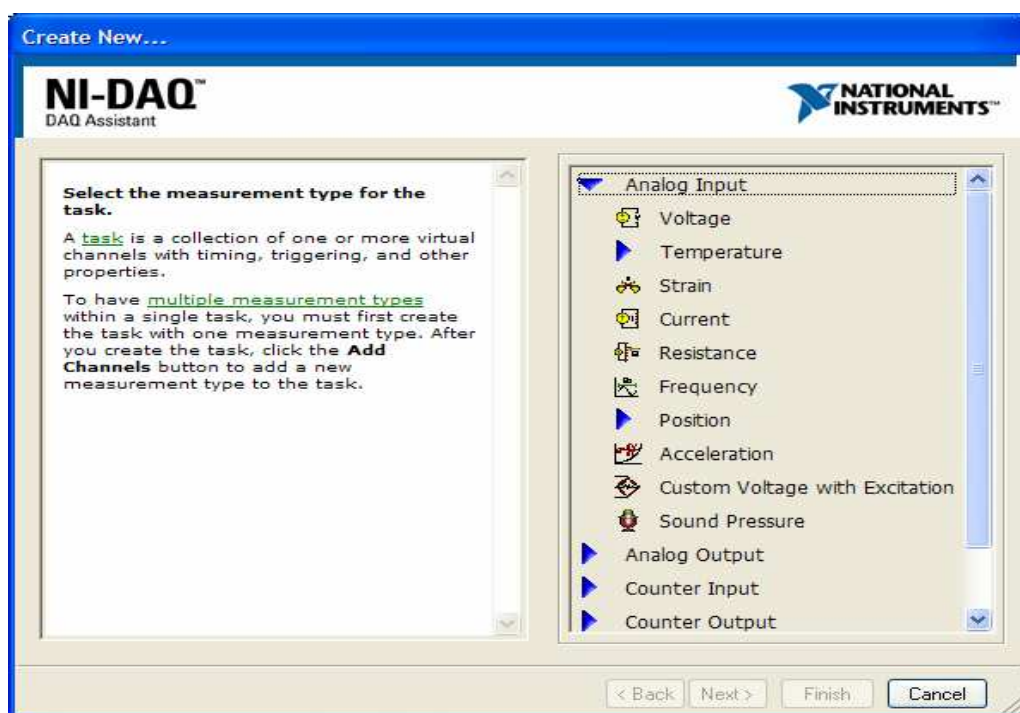 Create New...
NI-DAQ™
DAQ Assistant
NATIONAL
INSTRUMENTS™
Select the measurement type for the
task.
A task is a collection of one or more virtual
channels with timing, triggering, and other
properties.
To have multiple measurement types
within a single task, you must first create
the task with one measurement type. After
you create the task, click the Add
Channels button to add a new
measurement type to the task.
Analog Input
Voltage
Temperature
Strain
Current
Resistance
Frequency
Position
Acceleration
Custom Voltage with Excitation
Sound Pressure
Analog Output
Counter Input
Counter Output
< Back Next > Finish Cancel